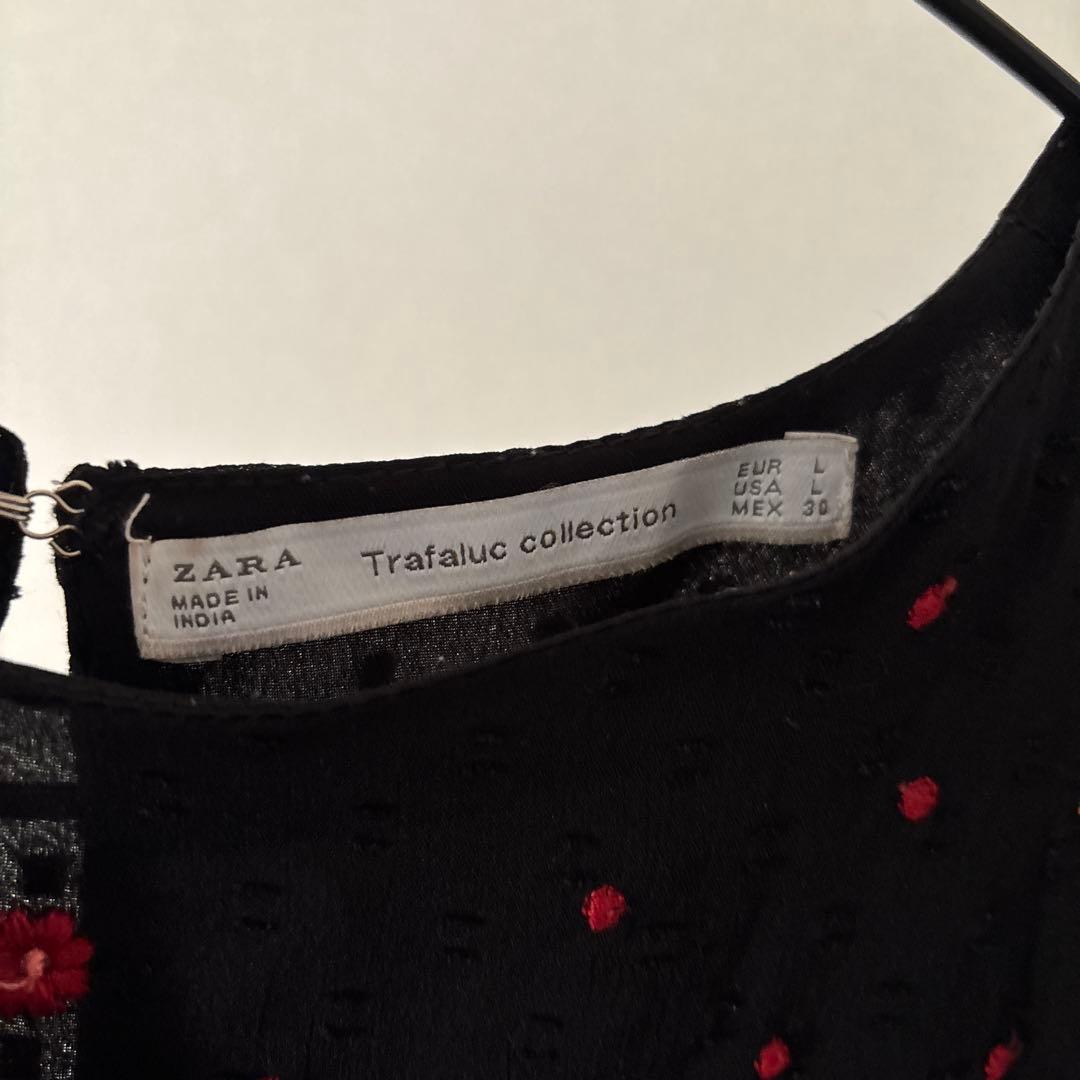 ZARA
MADE IN
INDIA
Trafaluc collection
EUR L
USA L
MEX 30